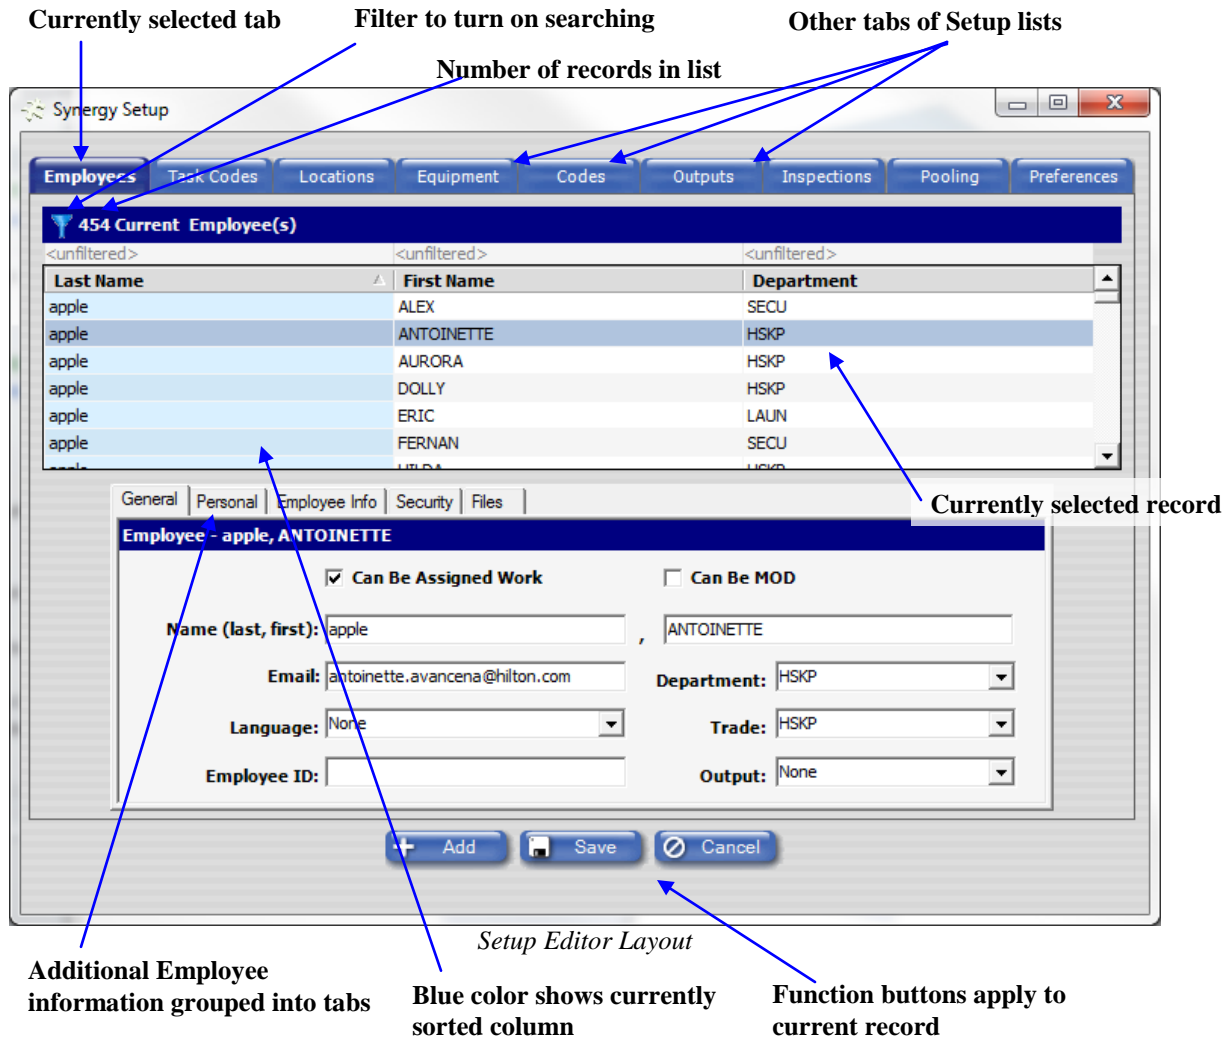 Currently selected tab
Filter to turn on searching
Other tabs of Setup lists
Number of records in list
Synergy Setup
Employees Task Codes Locations Equipment Codes Outputs Inspections Pooling Preferences
454 Current Employee(s)
<unfiltered> <unfiltered> <unfiltered>
Last Name First Name Department
apple ALEX SECU
apple ANTOINETTE HSKP
apple AURORA HSKP
apple DOLLY HSKP
apple ERIC LAUN
apple FERNAN SECU
apple HILDA HSKP
General Personal Employee Info Security Files
Currently selected record
Employee - apple, ANTOINETTE
Can Be Assigned Work Can Be MOD
Name (last, first): apple , ANTOINETTE
Email: antoinette.avancena@hilton.com Department: HSKP
Language: None Trade: HSKP
Employee ID: Output: None
Add Save Cancel
Setup Editor Layout
Additional Employee
information grouped into tabs
Blue color shows currently
sorted column
Function buttons apply to
current record